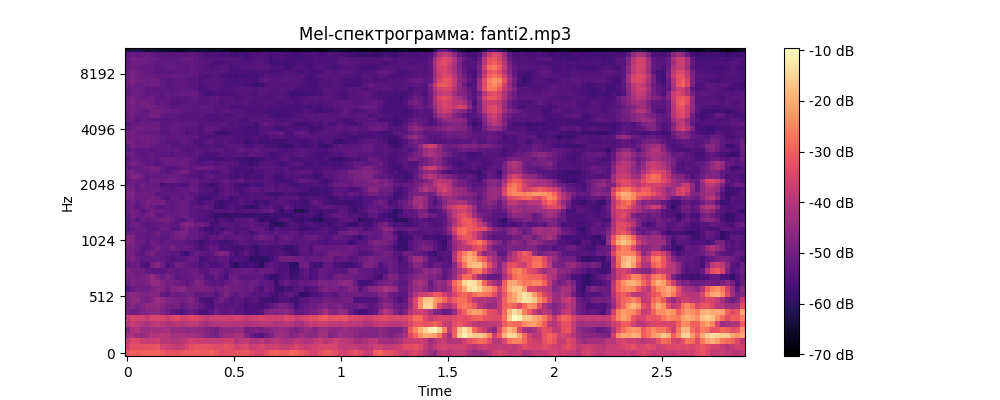 Mel-спектрограмма: fanti2.mp3
8192
4096
2048
1024
512
0
Hz
0 0.5 1 1.5 2 2.5
Time
-10 dB
-20 dB
-30 dB
-40 dB
-50 dB
-60 dB
-70 dB